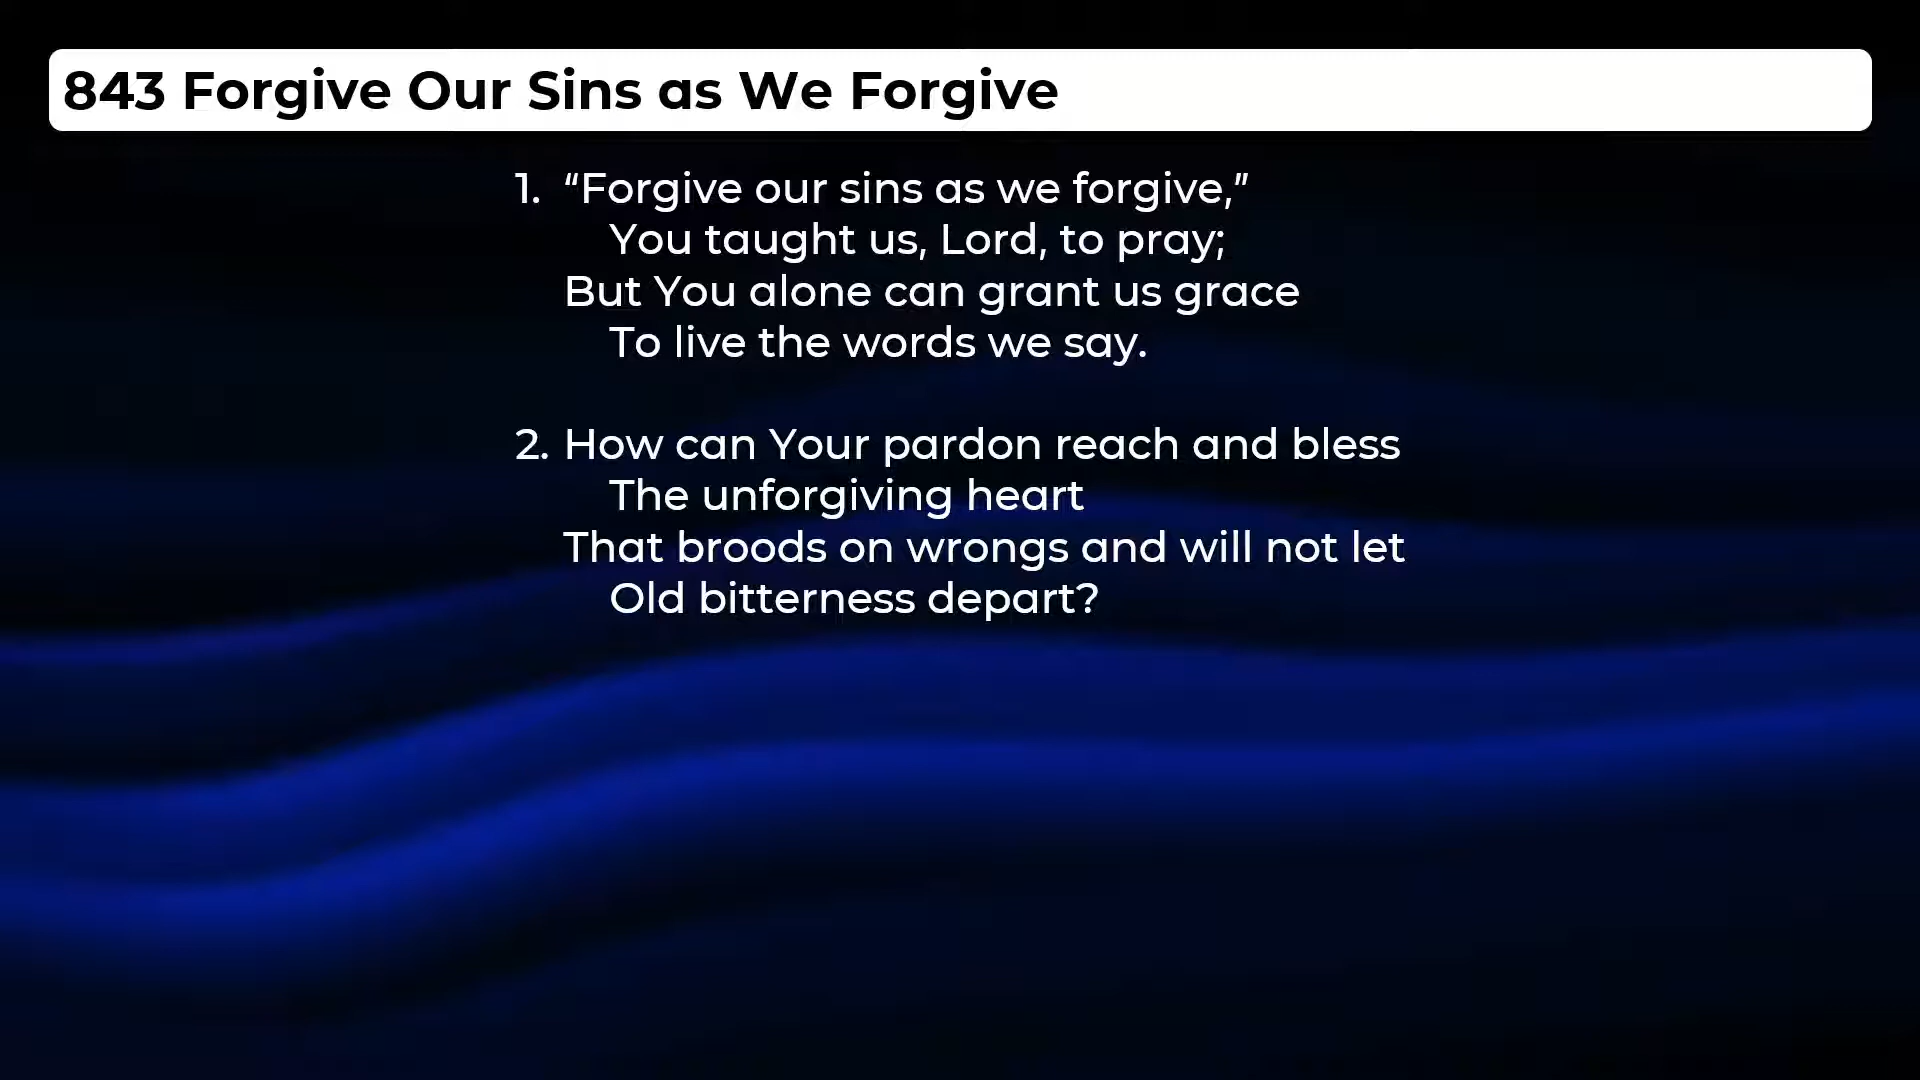 843 Forgive Our Sins as We Forgive
1. “Forgive our sins as we forgive,”
You taught us, Lord, to pray;
But You alone can grant us grace
To live the words we say.
2. How can Your pardon reach and bless
The unforgiving heart
That broods on wrongs and will not let
Old bitterness depart?